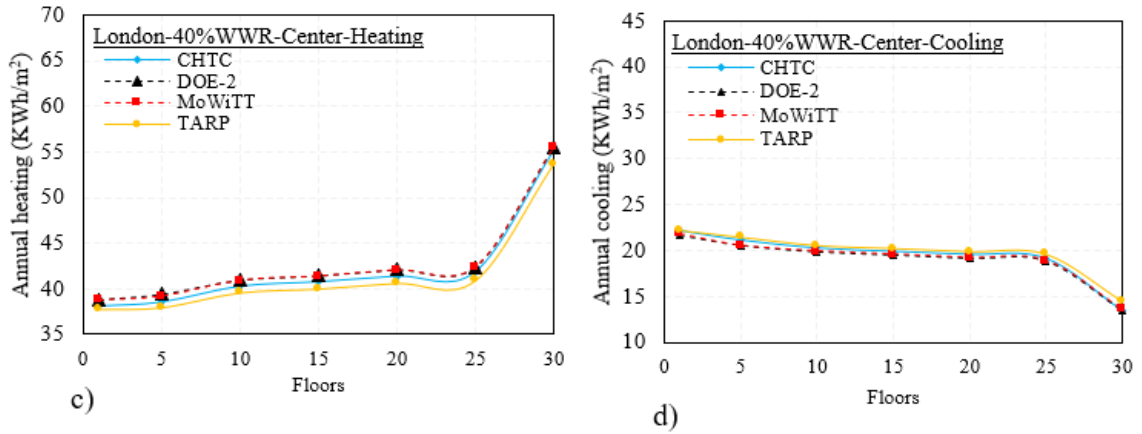 London-40%WWR-Center-Heating
CHTC
DOE-2
MoWiTT
TARP
Annual heating (KWh/m²)
70
65
60
55
50
45
40
35
0
5
10
15
20
25
30
Floors
c)
London-40%WWR-Center-Cooling
CHTC
DOE-2
MoWiTT
TARP
Annual cooling (KWh/m²)
45
40
35
30
25
20
15
10
0
5
10
15
20
25
30
Floors
d)